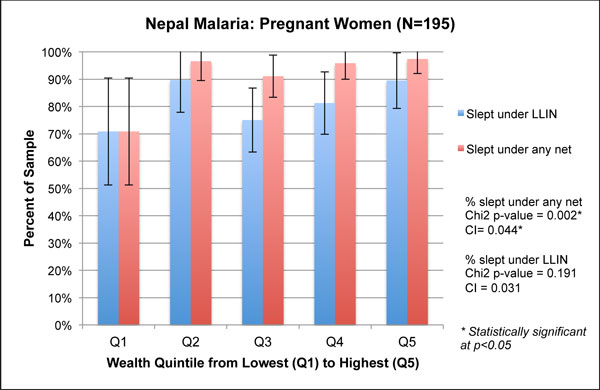 Nepal Malaria: Pregnant Women (N=195)
100%
90%
80%
70%
60%
50%
40%
30%
20%
10%
0%
Percent of Sample
Q1 Q2 Q3 Q4 Q5
Wealth Quintile from Lowest (Q1) to Highest (Q5)
Slept under LLIN
Slept under any net
% slept under any net
Chi2 p-value = 0.002*
CI= 0.044*
% slept under LLIN
Chi2 p-value = 0.191
CI = 0.031
* Statistically significant
at p<0.05